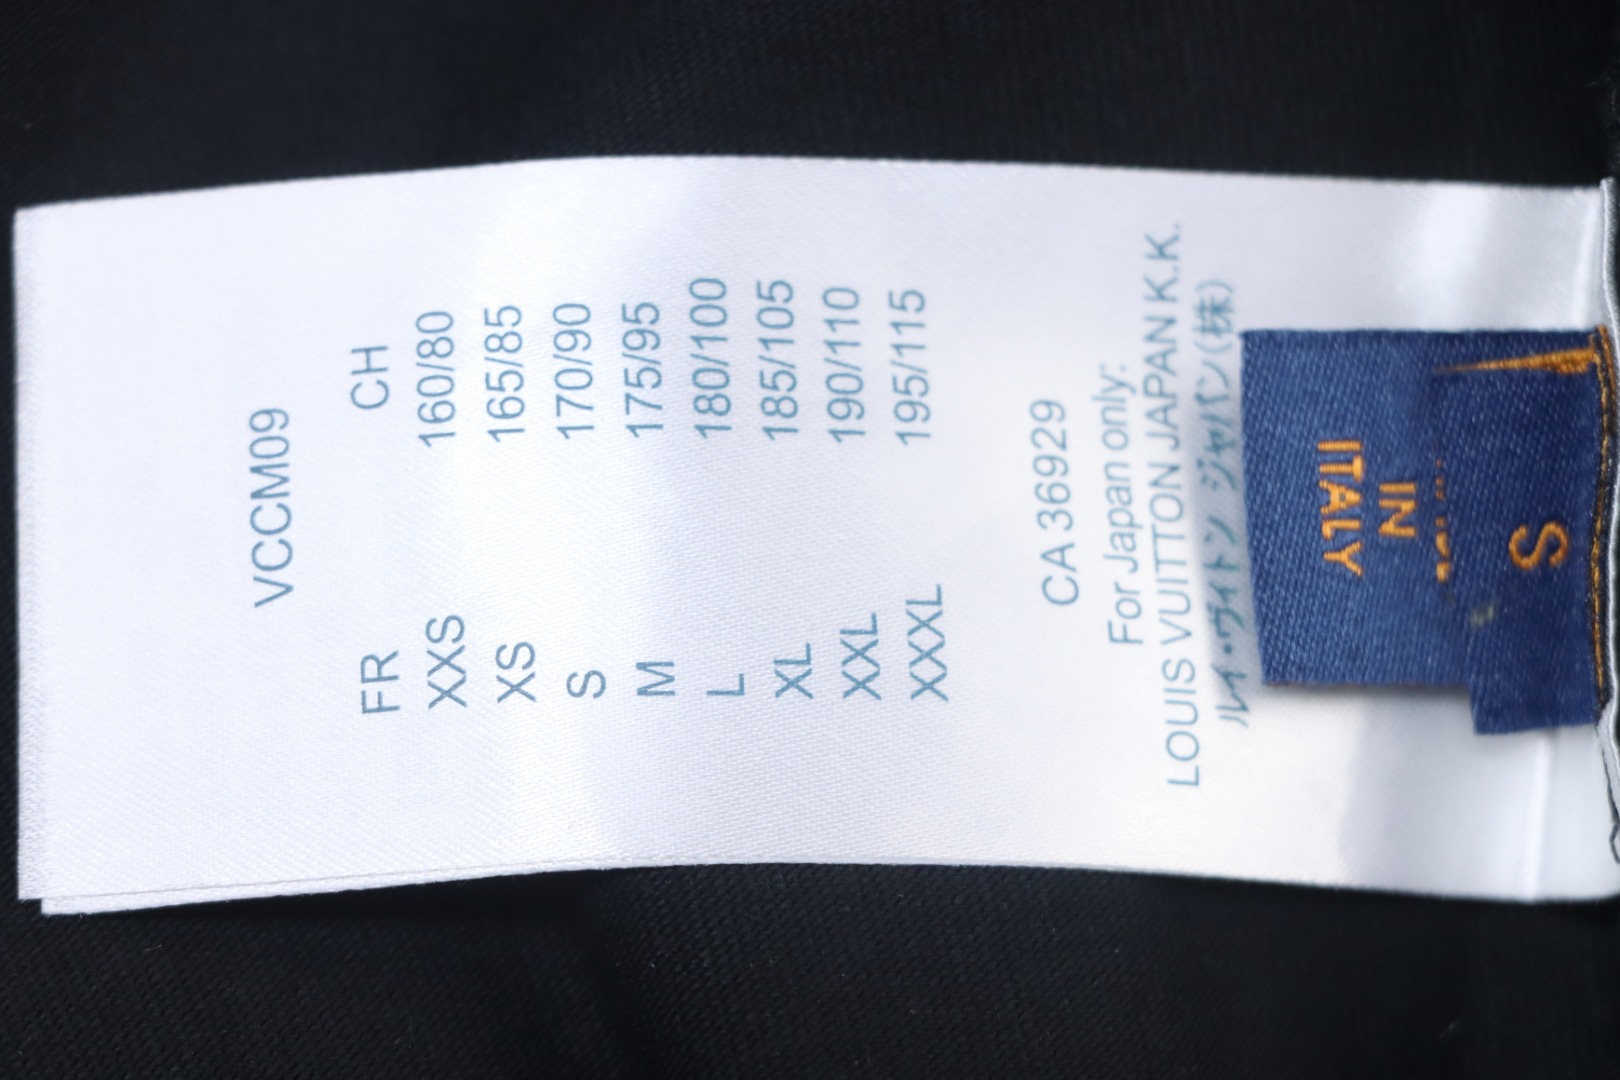 VCCM09
FR CH
XXS 160/80
XS 165/85
S 170/90
M 175/95
L 180/100
XL 185/105
XXL 190/110
XXXL 195/115
CA 36929
For Japan only:
LOUIS VUITTON JAPAN K.K.
ルイ・ヴィトン ジャパン(株)
IN
ITALY
S